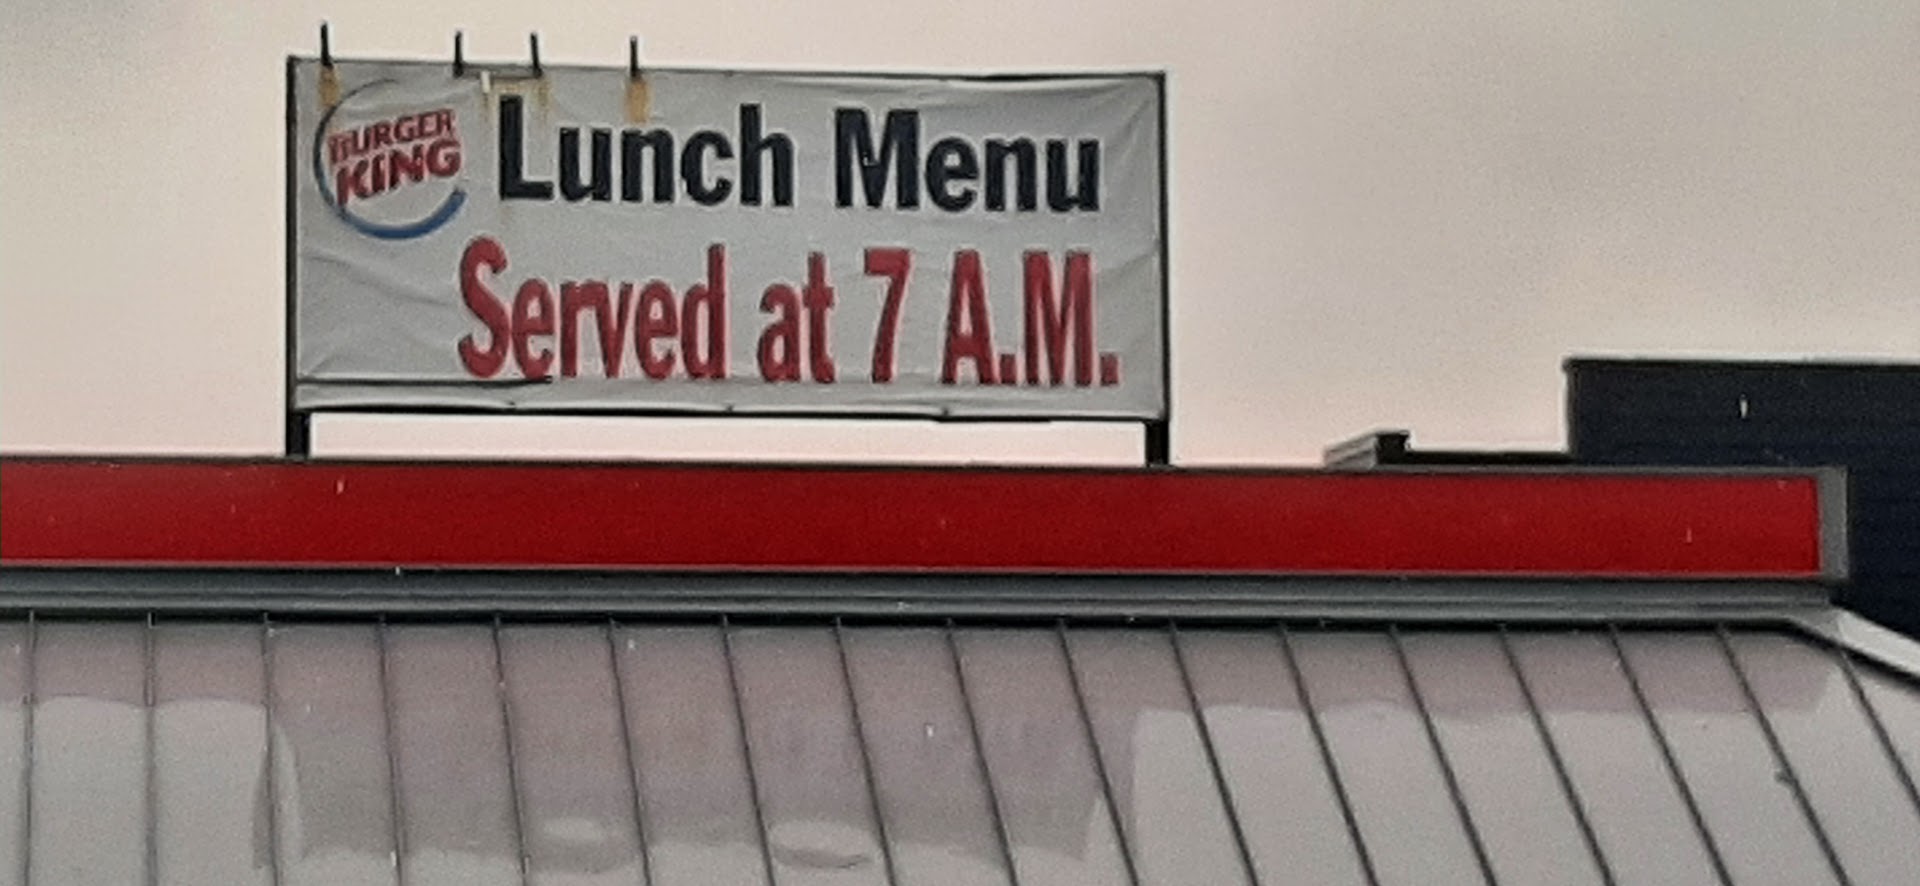 BURGER
KING
Lunch Menu
Served at 7 A.M.